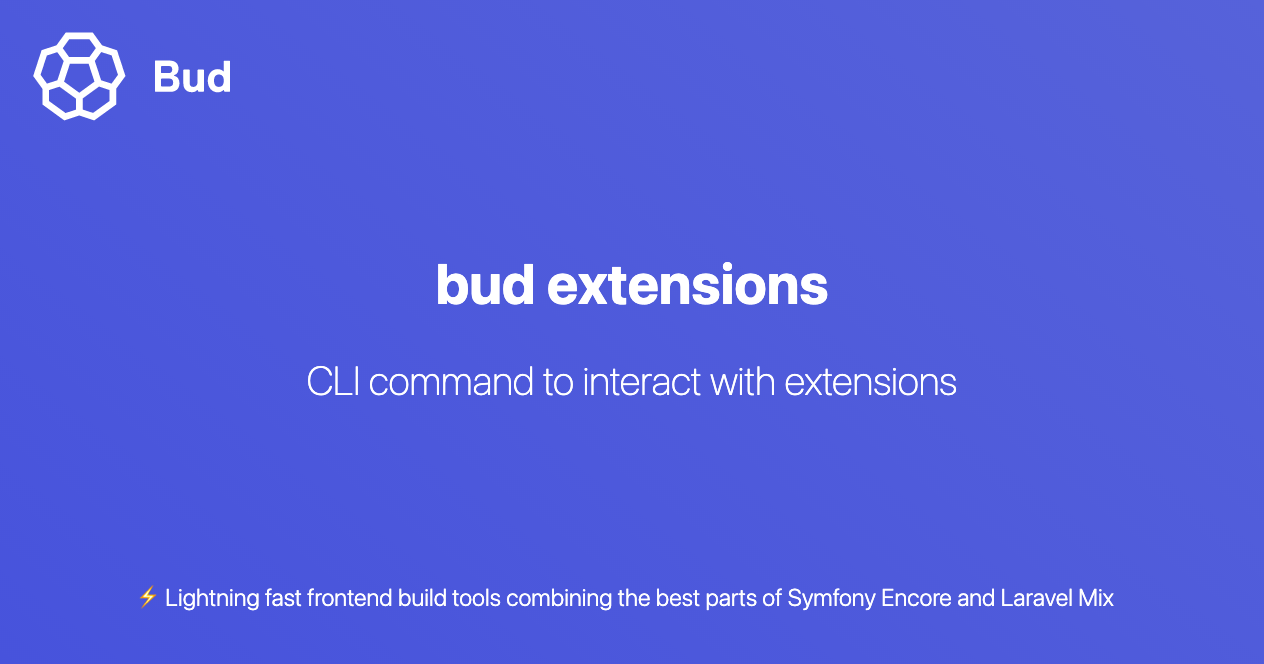 Bud
bud extensions
CLI command to interact with extensions
⚡ Lightning fast frontend build tools combining the best parts of Symfony Encore and Laravel Mix